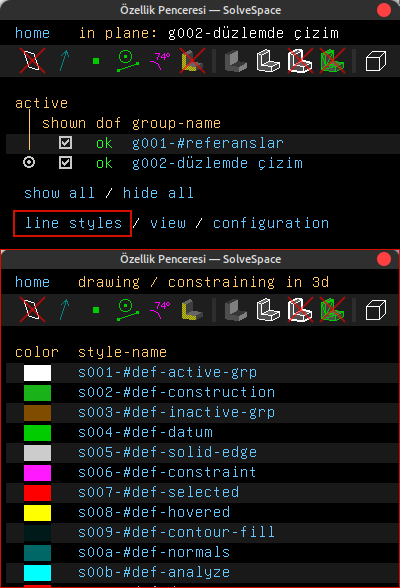 Özellik Penceresi — SolveSpace
home in plane: g002-düzlemde çizim
74º
active
shown dof group-name
ok g001-#referanslar
ok g002-düzlemde çizim
show all / hide all
line styles / view / configuration
Özellik Penceresi — SolveSpace
home drawing / constraining in 3d
74º
color style-name
s001-#def-active-grp
s002-#def-construction
s003-#def-inactive-grp
s004-#def-datum
s005-#def-solid-edge
s006-#def-constraint
s007-#def-selected
s008-#def-hovered
s009-#def-contour-fill
s00a-#def-normals
s00b-#def-analyze